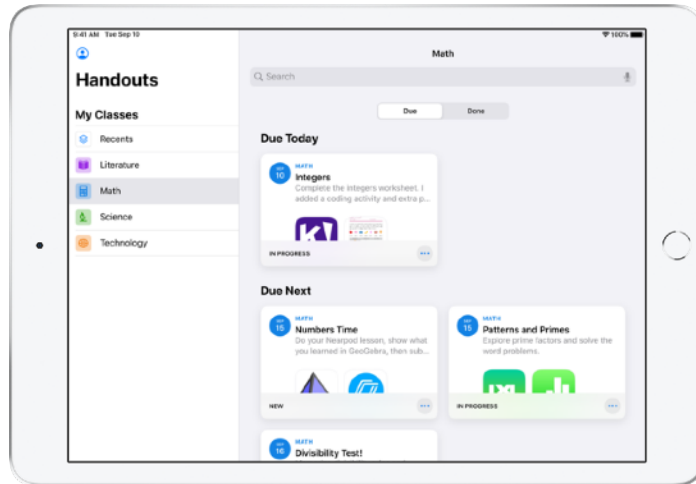 9:41 AM Tue Sep 10
100%
Handouts
My Classes
Recents
Literature
Math
Science
Technology
Math
Search
Due
Done
Due Today
SEP
10
MATH
Integers
Complete the integers worksheet. I
added a coding activity and extra p...
K!
IN PROGRESS
Due Next
SEP
15
MATH
Numbers Time
Do your Nearpod lesson, show what
you learned in GeoGebra, then sub...
NEW
SEP
15
MATH
Patterns and Primes
Explore prime factors and solve the
word problems.
IXL
IN PROGRESS
SEP
16
MATH
Divisibility Test!